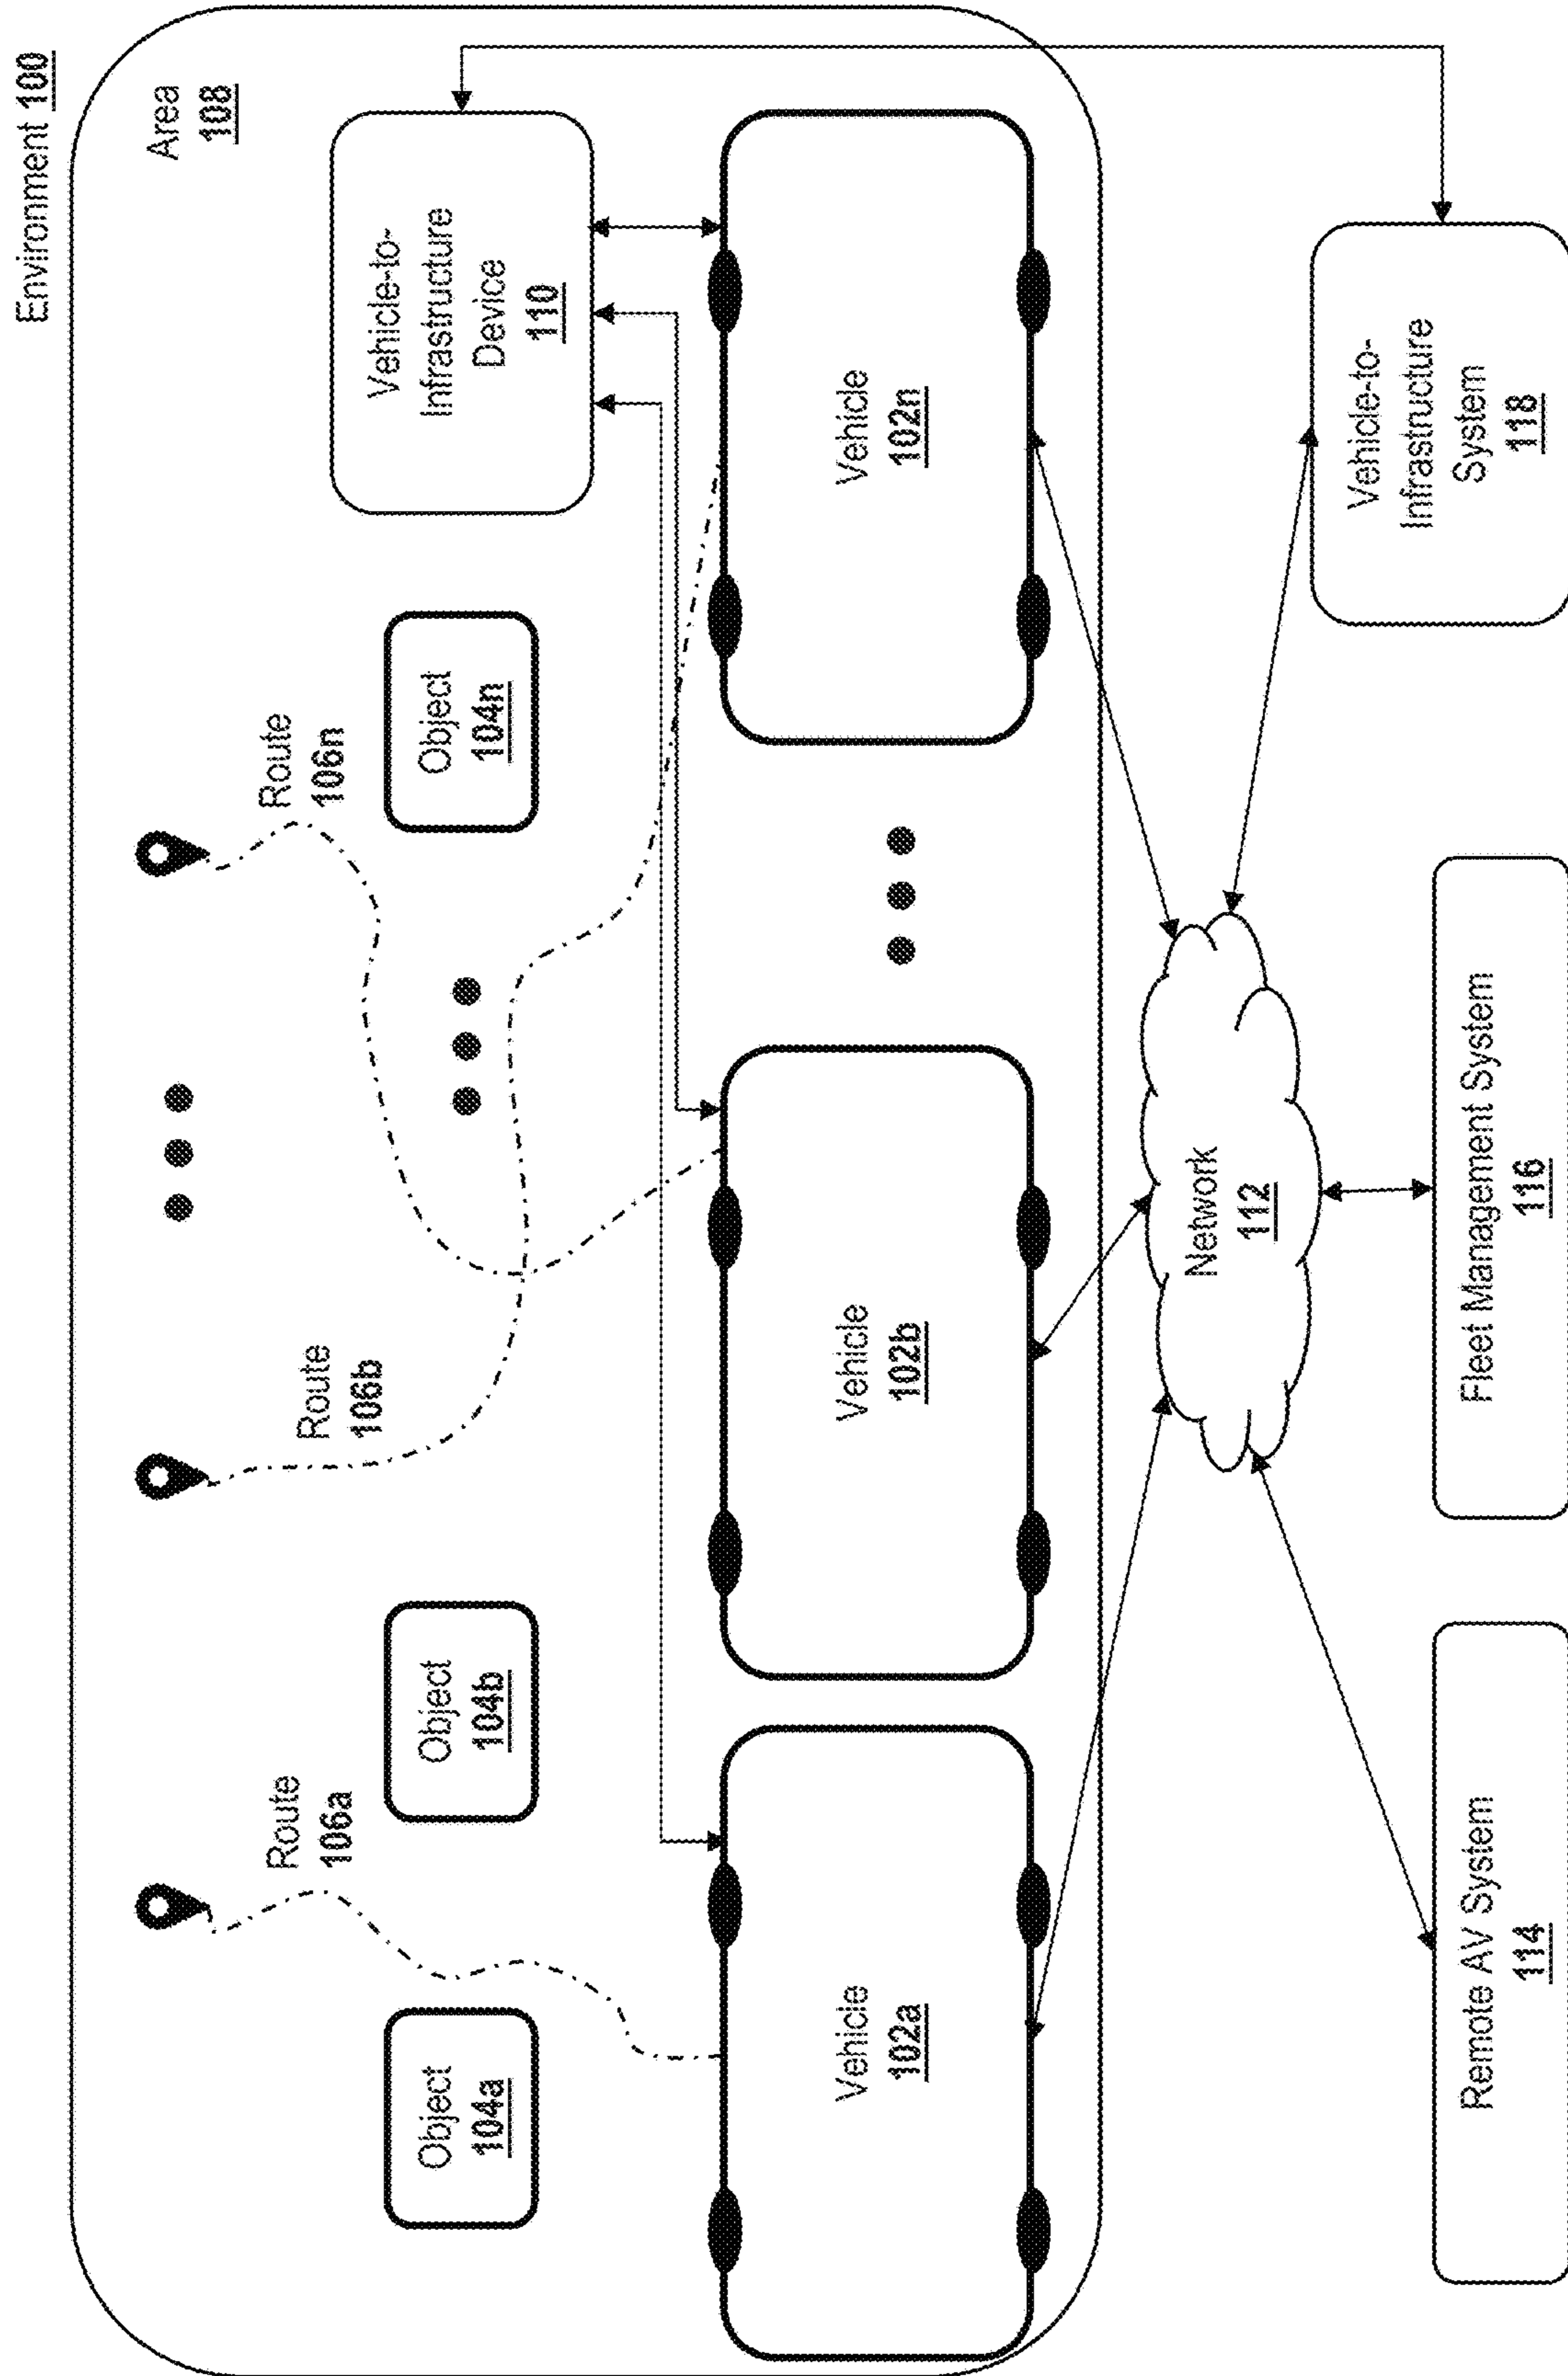 Environment 100
Area
108
Route
106a
Route
106b
Route
106n
Object
104a
Object
104b
Object
104n
Vehicle-to-
Infrastructure
Device
110
Vehicle
102a
Vehicle
102b
Vehicle
102n
Network
112
Remote AV System
114
Fleet Management System
116
Vehicle-to-
Infrastructure
System
118